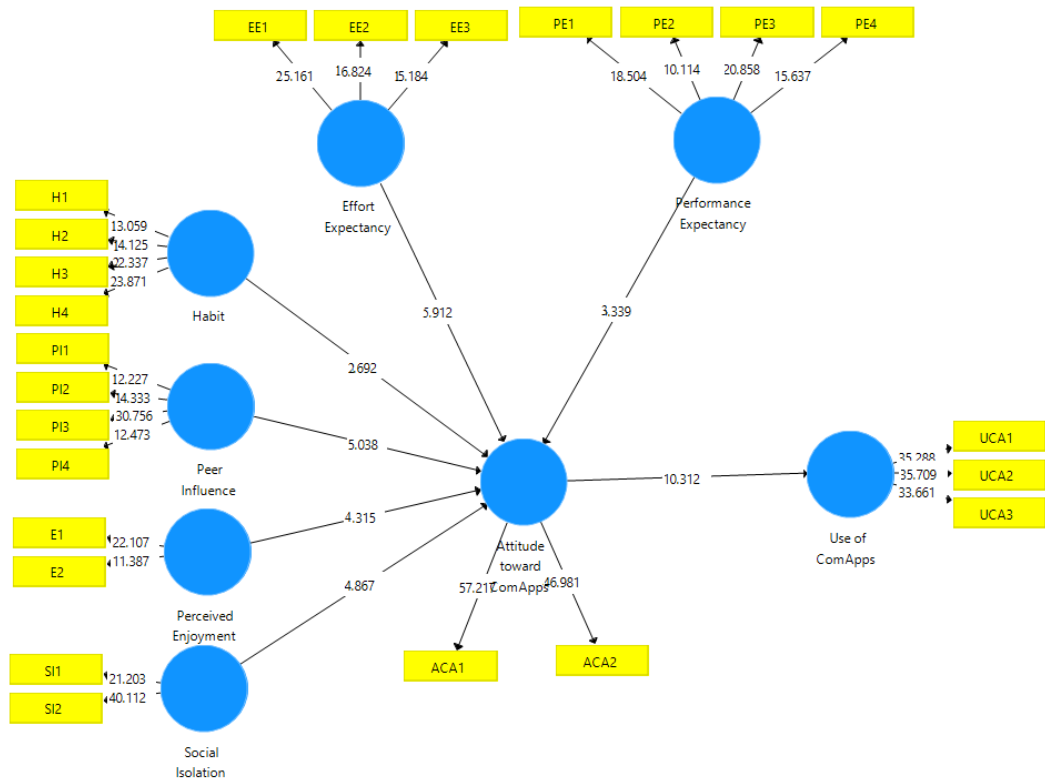 EE1
EE2
EE3
PE1
PE2
PE3
PE4
25.161
16.824
15.184
18.504
10.114
20.858
15.637
Effort
Expectancy
Performance
Expectancy
H1
H2
H3
H4
13.059
14.125
22.337
23.871
Habit
5.912
3.339
2.692
PI1
PI2
PI3
PI4
12.227
14.333
30.756
12.473
Peer
Influence
5.038
E1
E2
22.107
11.387
Perceived
Enjoyment
4.315
SI1
SI2
21.203
40.112
Social
Isolation
4.867
Attitude
toward
ComApps
57.217
46.981
ACA1
ACA2
10.312
Use of
ComApps
35.288
35.709
33.661
UCA1
UCA2
UCA3